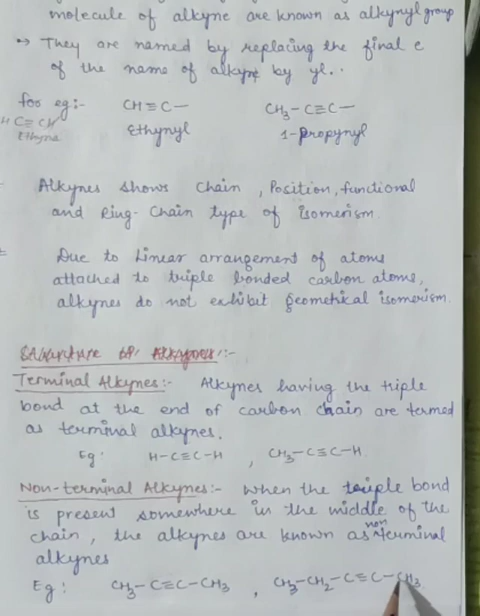 molecule of alkyne are known as alkynyl group
→ They are named by replacing the final e
of the name of alkyne by yl..
for eg:- CH≡C— CH₃-C≡C—
HC≡CH Ethynyl 1-propynyl
Ethyne
Alkynes shows Chain, Position, functional
and Ring-Chain type of isomerism.
Due to Linear arrangement of atoms
attached to triple bonded carbon atoms,
alkynes do not exhibit geometical isomerism.
of Alkynes:-
Terminal Alkynes:- Alkynes having the triple
bond at the end of carbon chain are termed
as terminal alkynes.
Eg: H-C≡C-H , CH₃-C≡C-H
Non-terminal Alkynes:- When the triple bond
is present somewhere in the middle of the
chain, the alkynes are known as non terminal
alkynes
Eg: CH₃-C≡C-CH₃ , CH₃-CH₂-C≡C-CH₃